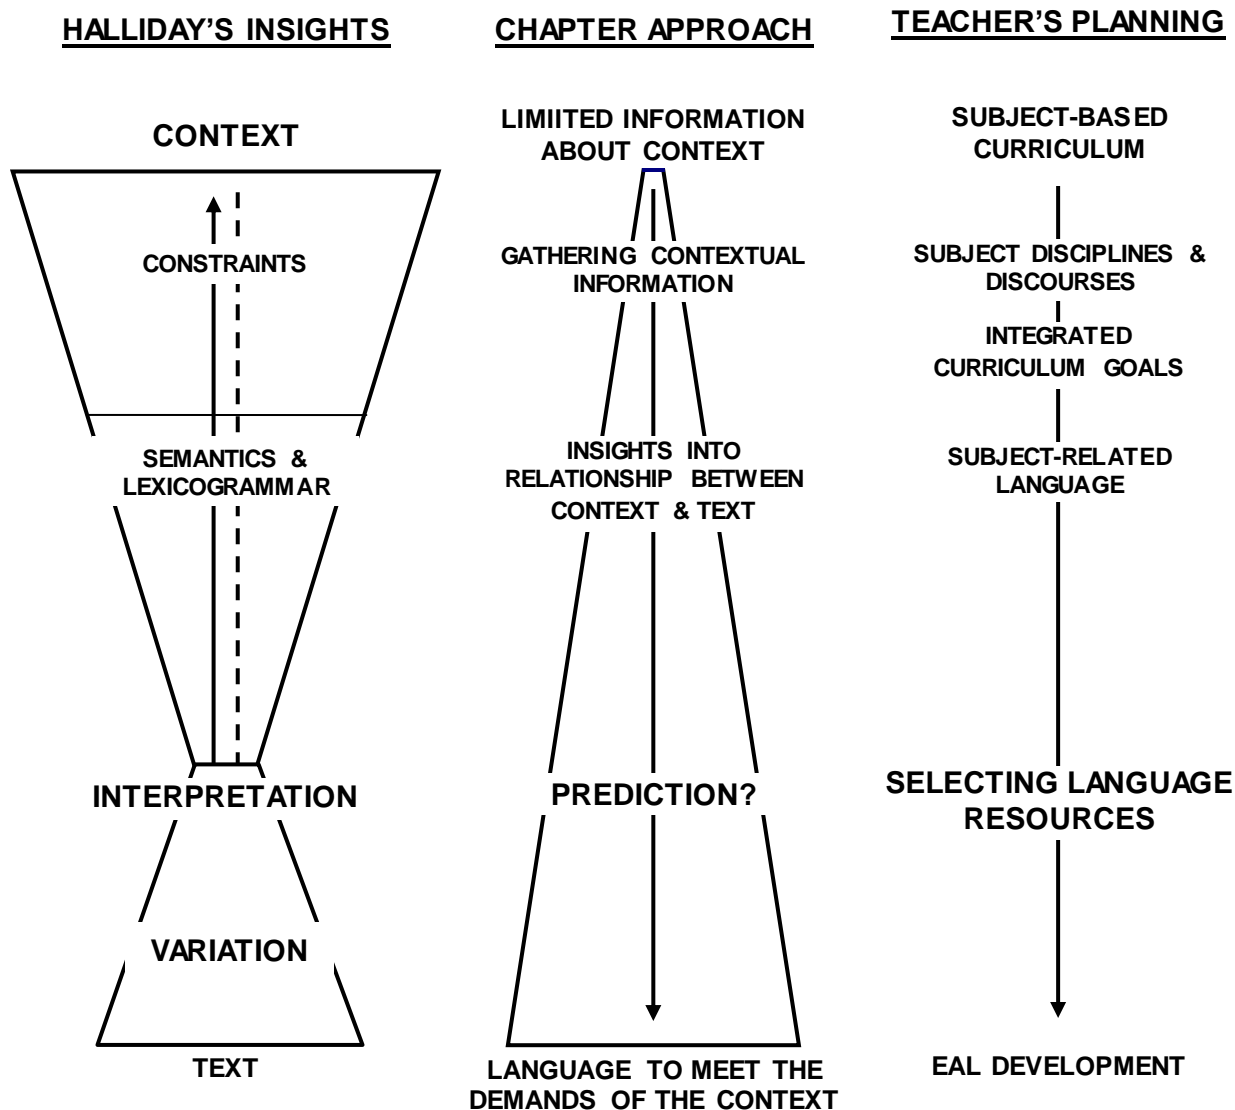 HALLIDAY'S INSIGHTS
CONTEXT
CONSTRAINTS
SEMANTICS &
LEXICOGRAMMAR
INTERPRETATION
VARIATION
TEXT
CHAPTER APPROACH
LIMIITED INFORMATION
ABOUT CONTEXT
GATHERING CONTEXTUAL
INFORMATION
INSIGHTS INTO
RELATIONSHIP BETWEEN
CONTEXT & TEXT
PREDICTION?
LANGUAGE TO MEET THE
DEMANDS OF THE CONTEXT
TEACHER'S PLANNING
SUBJECT-BASED
CURRICULUM
SUBJECT DISCIPLINES &
DISCOURSES
INTEGRATED
CURRICULUM GOALS
SUBJECT-RELATED
LANGUAGE
SELECTING LANGUAGE
RESOURCES
EAL DEVELOPMENT